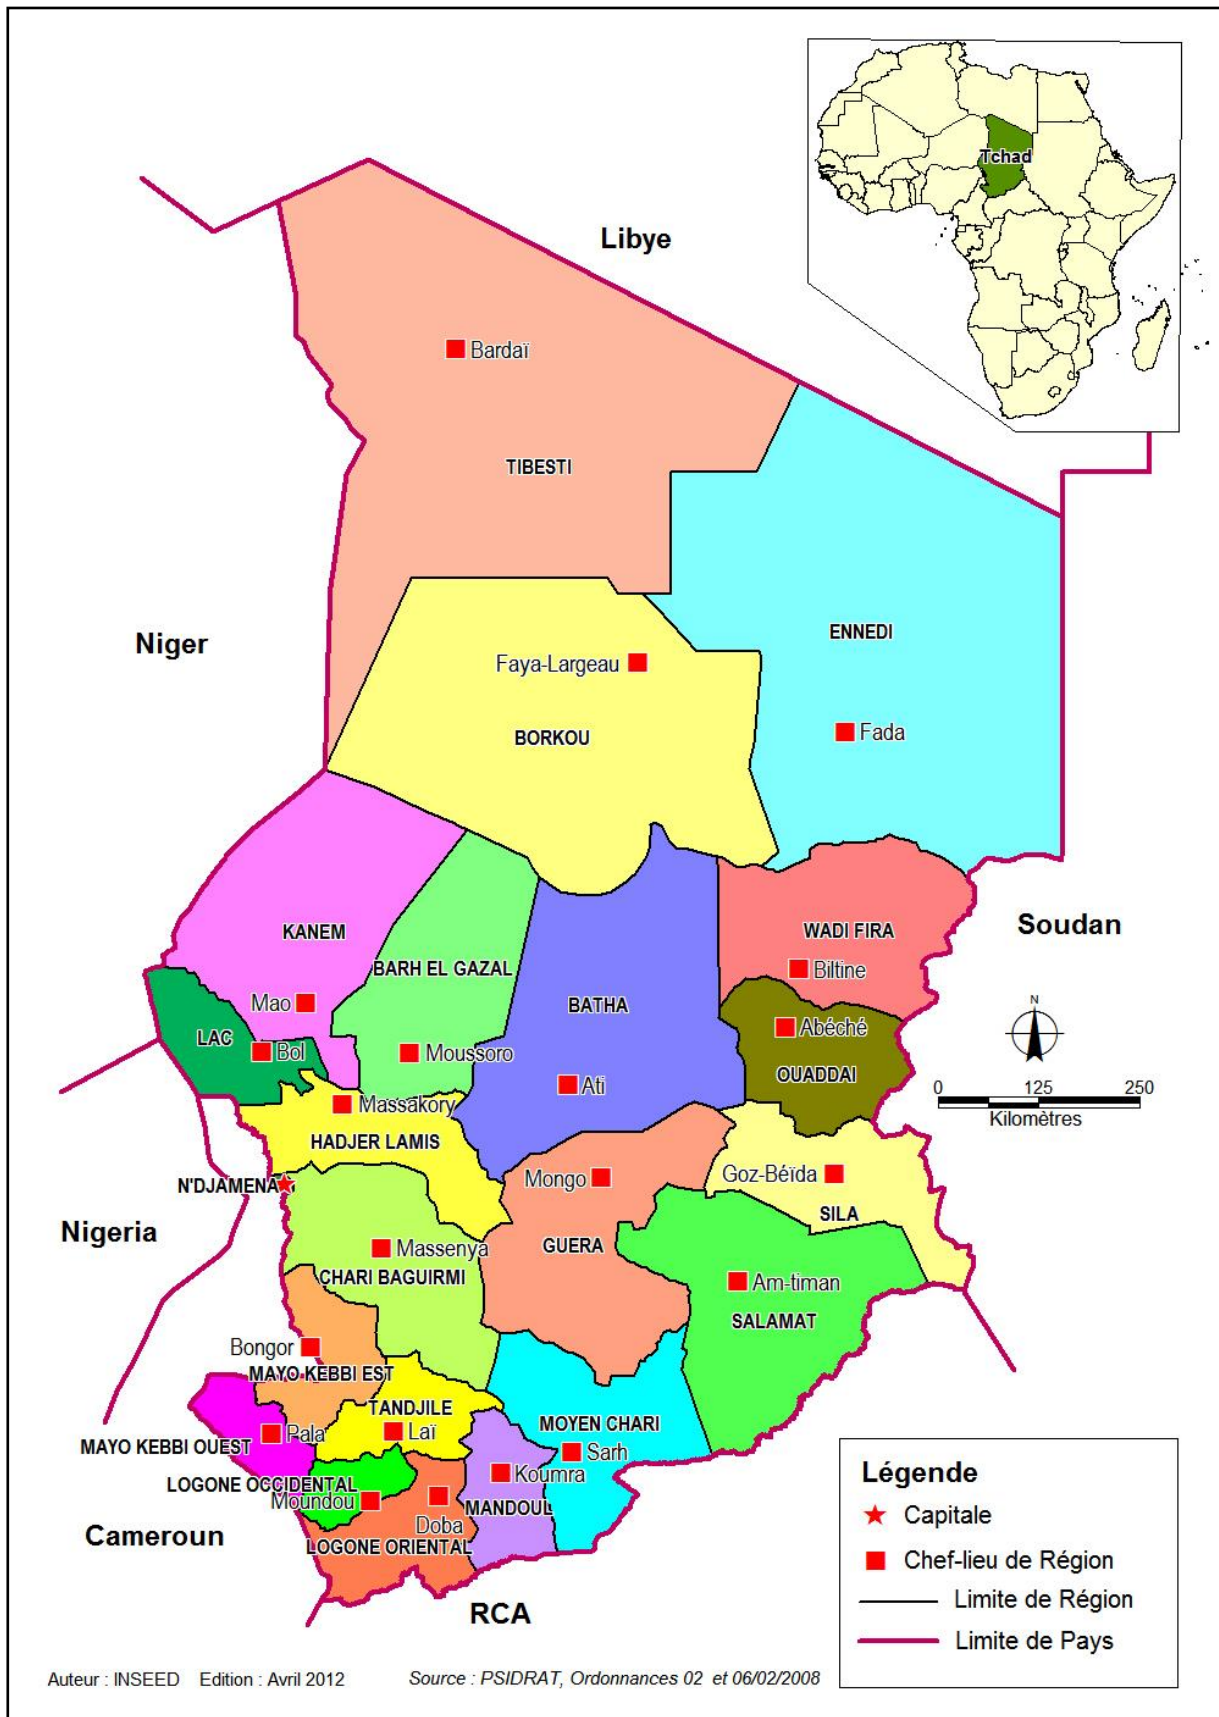 Tchad
Libye
Bardaï
TIBESTI
Niger
ENNEDI
Faya-Largeau
BORKOU
Fada
KANEM
WADI FIRA
Soudan
BARH EL GAZAL
Biltine
Mao
BATHA
N
LAC
Bol
Moussoro
Abéché
OUADDAI
Ati
0 125 250
Kilomètres
Massakory
HADJER LAMIS
Mongo
Goz-Béïda
N'DJAMENA
Nigeria
SILA
GUERA
Massenya
CHARI BAGUIRMI
Am-timan
SALAMAT
Bongor
MAYO KEBBI EST
TANDJILE
MOYEN CHARI
Pala
Laï
MAYO KEBBI OUEST
Sarh
Koumra
LOGONE OCCIDENTAL
Moundou
MANDOUL
Doba
Cameroun
LOGONE ORIENTAL
RCA
Légende
Capitale
Chef-lieu de Région
Limite de Région
Limite de Pays
Auteur : INSEED Edition : Avril 2012 Source : PSIDRAT, Ordonnances 02 et 06/02/2008